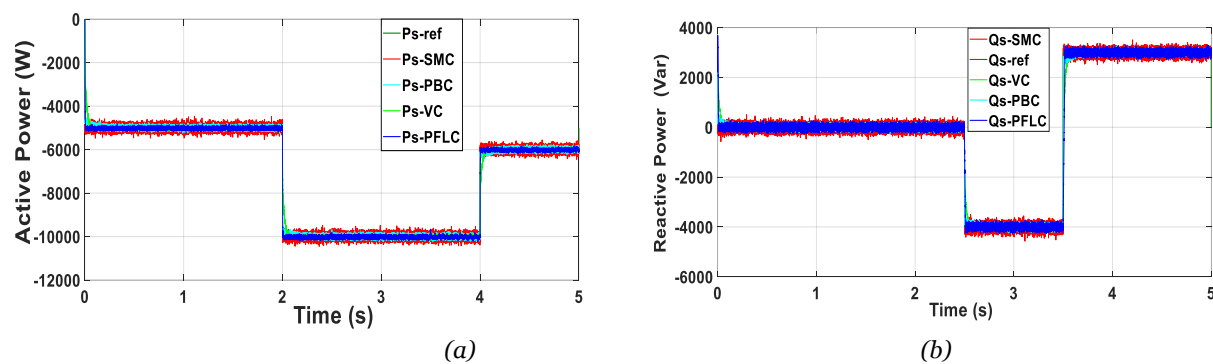 0
-4000
-6000
-8000
-10000
-12000
Active Power (W)
Ps-ref
Ps-SMC
Ps-PBC
Ps-VC
Ps-PFLC
0 1 2 3 4 5
Time (s)
(a)
4000
2000
0
-2000
-4000
-6000
Reactive Power (Var)
Qs-SMC
Qs-ref
Qs-VC
Qs-PBC
Qs-PFLC
0 1 2 3 4 5
Time (s)
(b)